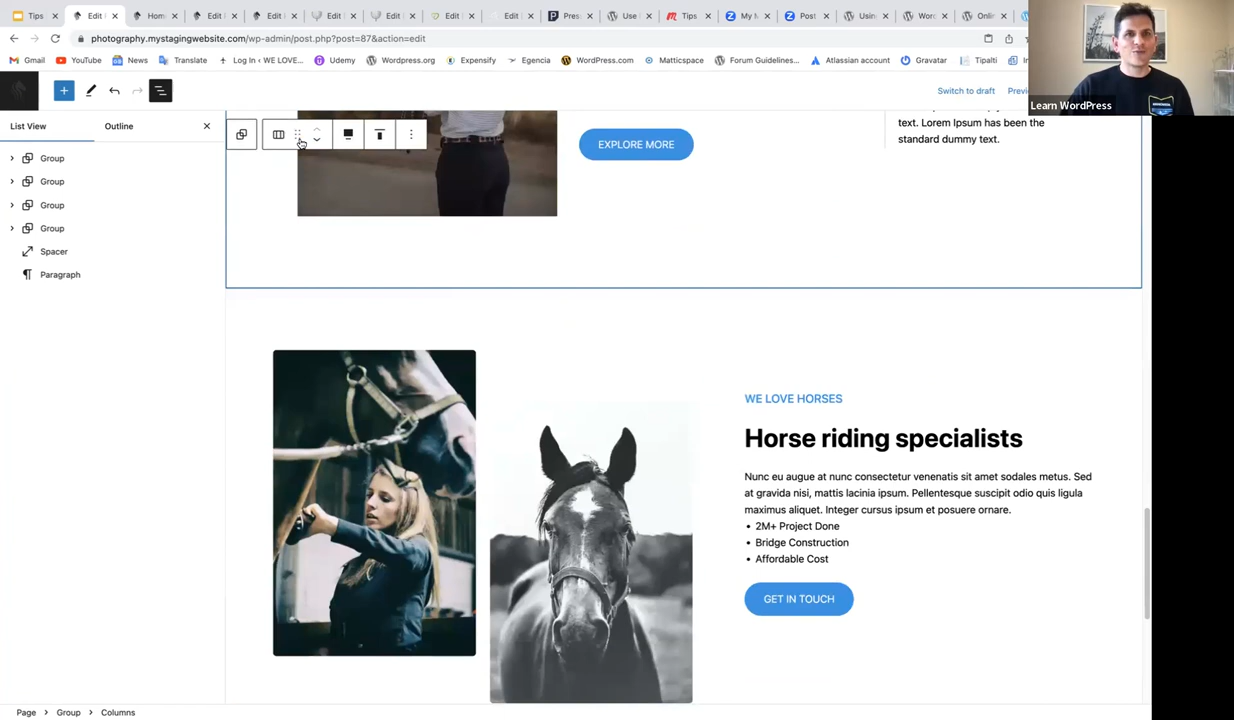 Tips
Edit
Hom
Edit
Edit
Edit
Edit
Edit
Edit
Pres
Use
Tips
My
Post
Usin
Wor
Onlin
photography.mystagingwebsite.com/wp-admin/post.php?post=87&action=edit
Gmail
YouTube
News
Translate
Log In ‹ WE LOVE...
Udemy
Wordpress.org
Expensify
Egencia
WordPress.com
Matticspace
Forum Guidelines...
Atlassian account
Gravatar
Tipalti
In
Learn WordPress
Switch to draft
Previ
List View
Outline
Group
Group
Group
Group
Spacer
Paragraph
EXPLORE MORE
text. Lorem Ipsum has been the
standard dummy text.
WE LOVE HORSES
Horse riding specialists
Nunc eu augue at nunc consectetur venenatis sit amet sodales metus. Sed
at gravida nisi, mattis lacinia ipsum. Pellentesque suscipit odio quis ligula
maximus aliquet. Integer cursus ipsum et posuere ornare.
• 2M+ Project Done
• Bridge Construction
• Affordable Cost
GET IN TOUCH
Page › Group › Columns